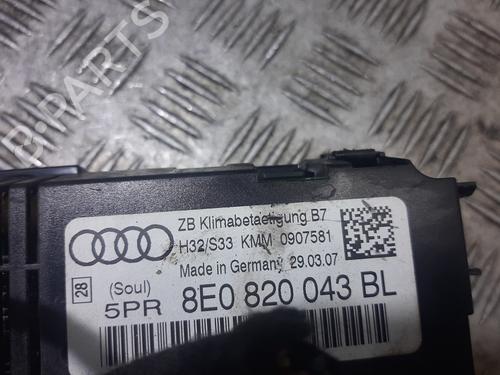 R-PARTS
ZB Klimabetaetigung B7
H32/S33 KMM 0907581
Made in Germany 29.03.07
28
(Soul)
5PR 8E0 820 043 BL